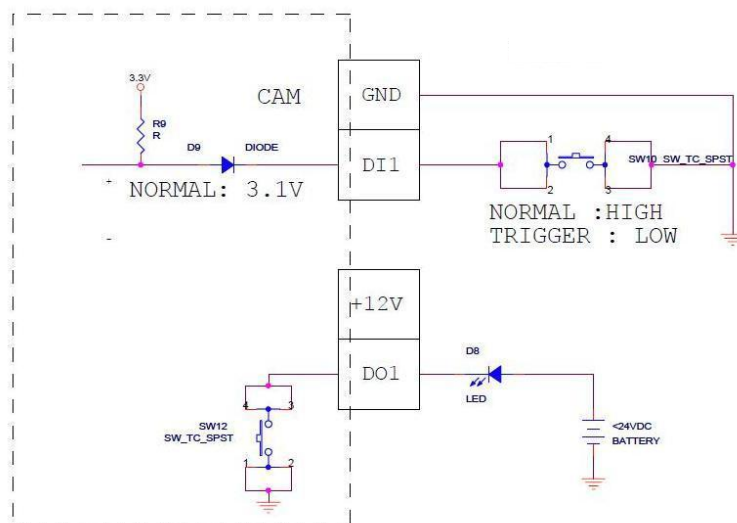 3.3V
CAM
GND
R9
R
D9
DIODE
DI1
1
4
SW10 SW_TC_SPST
+
NORMAL: 3.1V
2
3
-
NORMAL :HIGH
TRIGGER : LOW
+12V
D8
DO1
LED
4
3
<24VDC
BATTERY
SW12
SW_TC_SPST
1
2